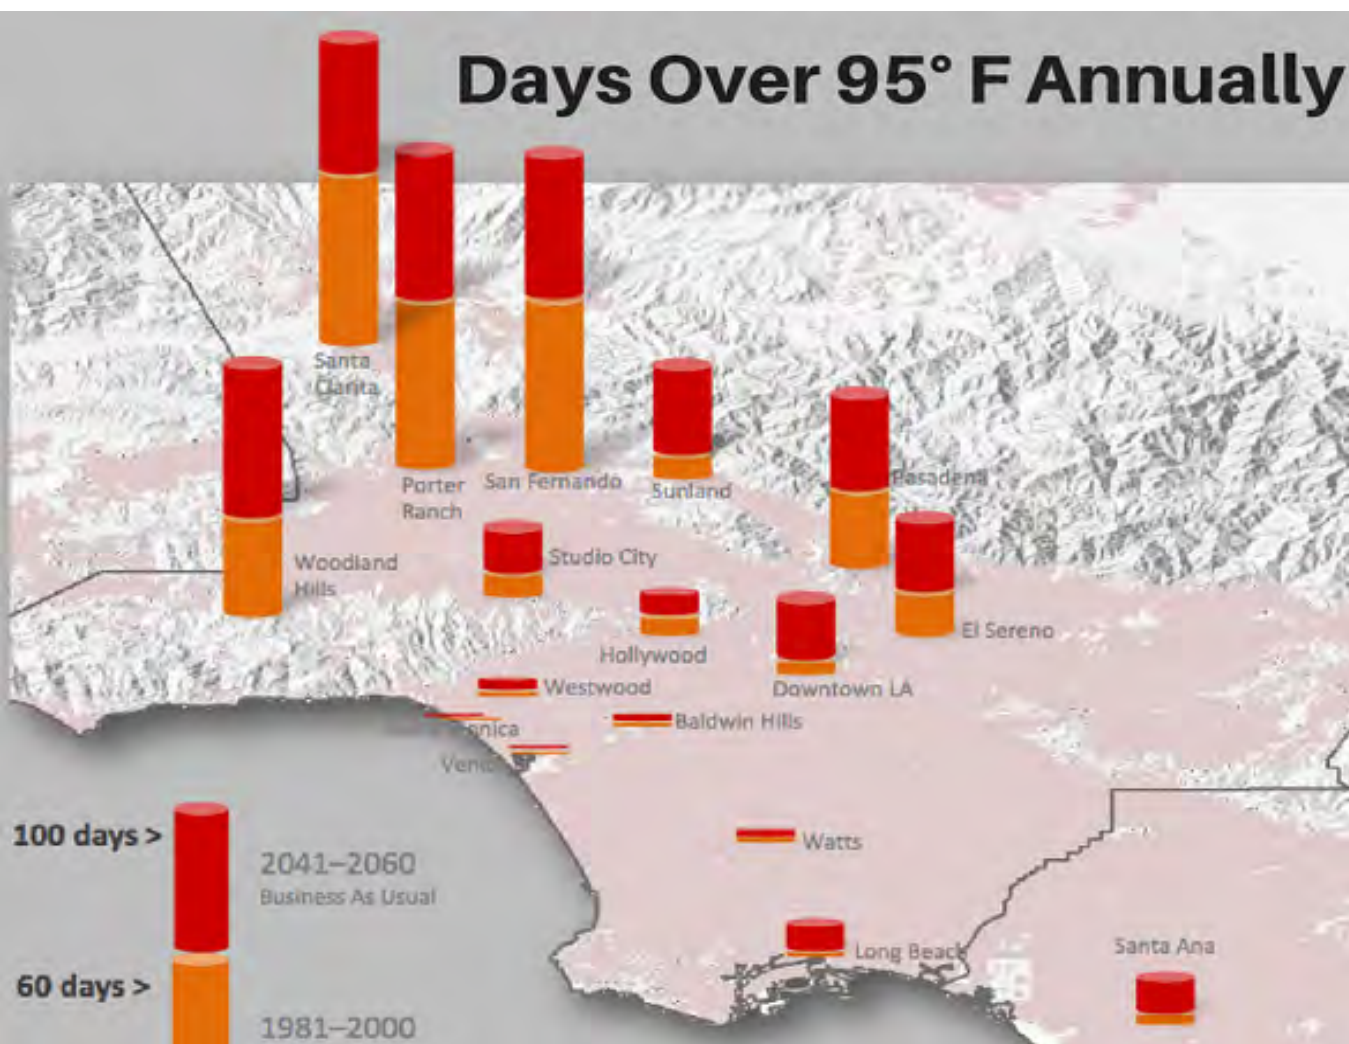 Days Over 95° F Annually
Santa
Clarita
Porter
Ranch
San Fernando
Sunland
Pasadena
Woodland
Hills
Studio City
El Sereno
Hollywood
Westwood
Downtown LA
Baldwin Hills
100 days >
2041–2060
Business As Usual
Watts
Long Beach
Santa Ana
60 days >
1981–2000